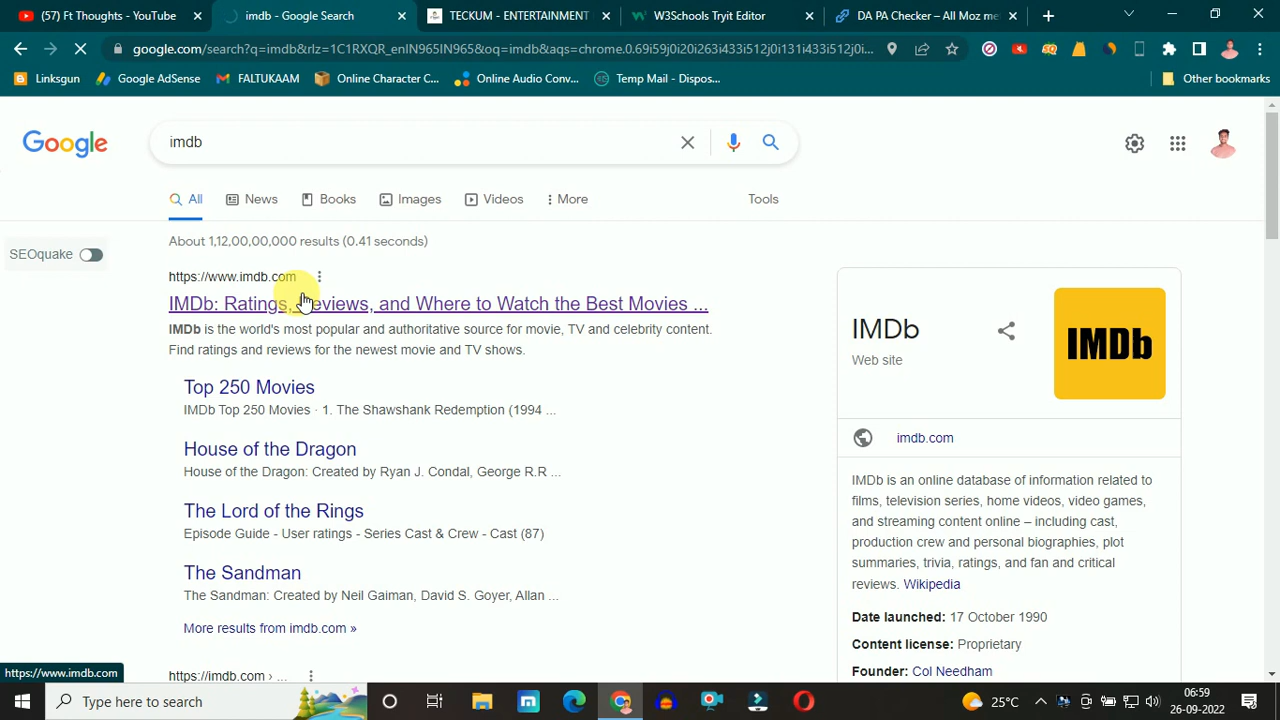 (57) Ft Thoughts - YouTube
imdb - Google Search
TECKUM - ENTERTAINMENT
W3Schools Tryit Editor
DA PA Checker – All Moz me
google.com/search?q=imdb&rlz=1C1RXQR_enIN965IN965&oq=imdb&aqs=chrome.0.69i59j0i20i263i433i512j0i131i433i512j...
Linksgun
Google AdSense
FALTUKAAM
Online Character C...
Online Audio Conv...
Temp Mail - Dispos...
Other bookmarks
Google
imdb
All
News
Books
Images
Videos
More
Tools
SEOquake
About 1,12,00,00,000 results (0.41 seconds)
https://www.imdb.com
IMDb: Ratings, Reviews, and Where to Watch the Best Movies ...
IMDb is the world's most popular and authoritative source for movie, TV and celebrity content.
Find ratings and reviews for the newest movie and TV shows.
Top 250 Movies
IMDb Top 250 Movies · 1. The Shawshank Redemption (1994 ...
House of the Dragon
House of the Dragon: Created by Ryan J. Condal, George R.R ...
The Lord of the Rings
Episode Guide - User ratings - Series Cast & Crew - Cast (87)
The Sandman
The Sandman: Created by Neil Gaiman, David S. Goyer, Allan ...
More results from imdb.com »
https://imdb.com › ...
IMDb
Web site
IMDb
imdb.com
IMDb is an online database of information related to
films, television series, home videos, video games,
and streaming content online – including cast,
production crew and personal biographies, plot
summaries, trivia, ratings, and fan and critical
reviews. Wikipedia
Date launched: 17 October 1990
Content license: Proprietary
Founder: Col Needham
https://www.imdb.com
Type here to search
25°C
06:59
26-09-2022